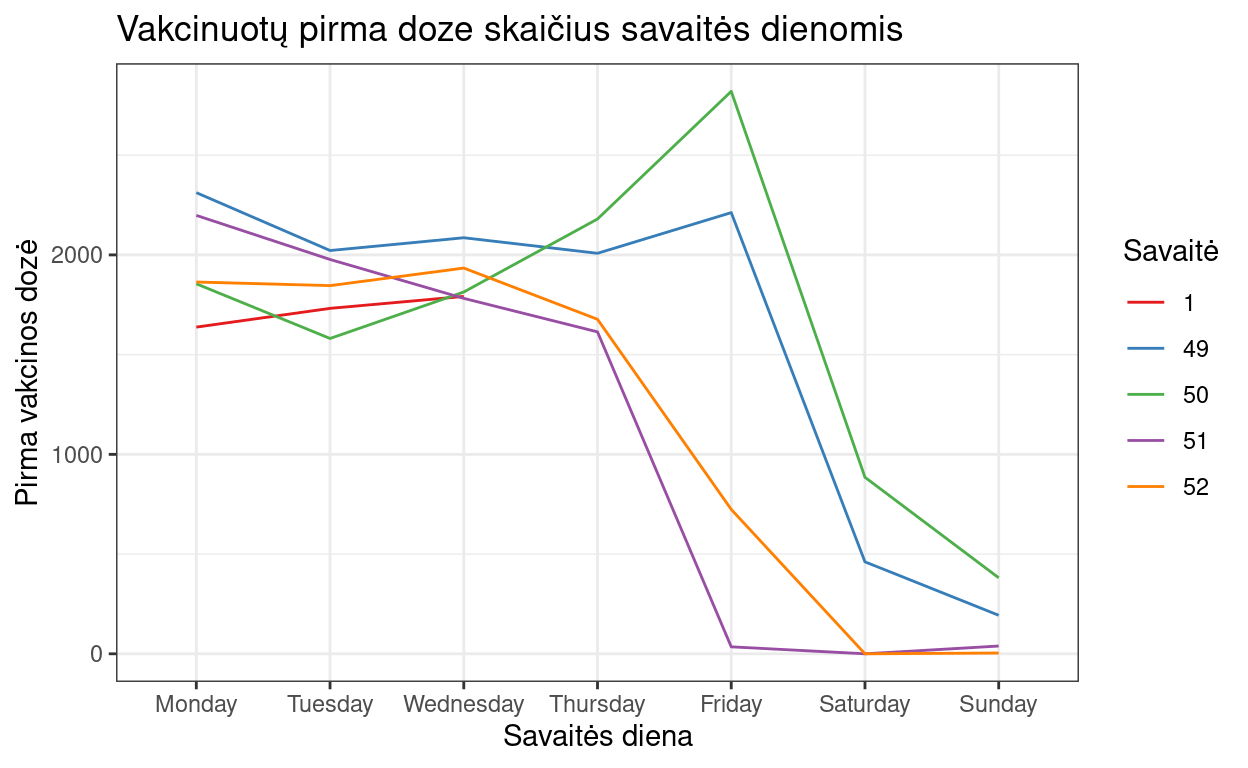 Vakcinuotų pirma doze skaičius savaitės dienomis
Pirma vakcinos dozė
2000
1000
0
Monday Tuesday Wednesday Thursday Friday Saturday Sunday
Savaitės diena
Savaitė
1
49
50
51
52